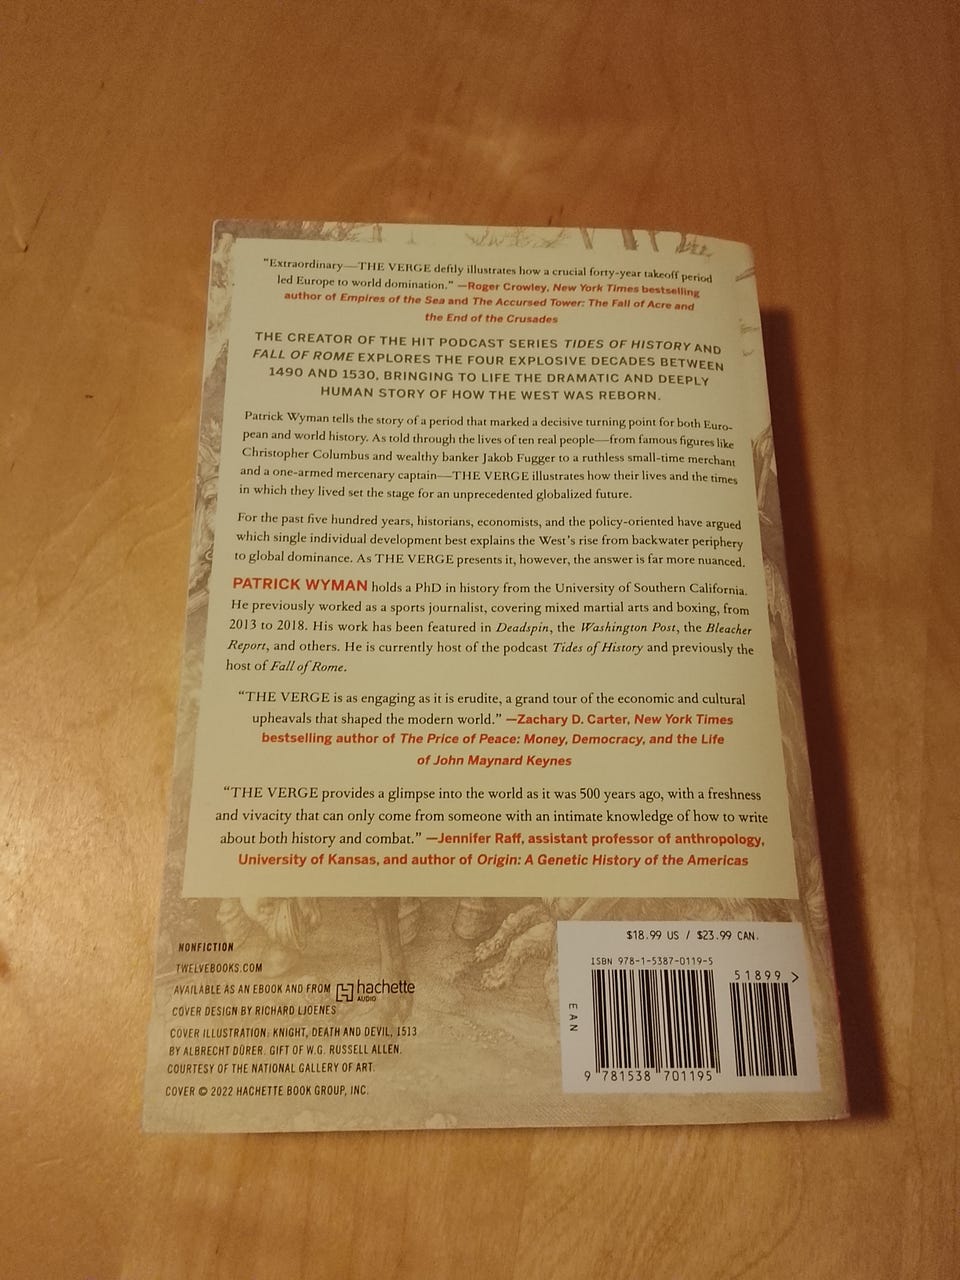 "Extraordinary—THE VERGE deftly illustrates how a crucial forty-year takeoff period
led Europe to world domination." —Roger Crowley, New York Times bestselling
author of Empires of the Sea and The Accursed Tower: The Fall of Acre and
the End of the Crusades
THE CREATOR OF THE HIT PODCAST SERIES TIDES OF HISTORY AND
FALL OF ROME EXPLORES THE FOUR EXPLOSIVE DECADES BETWEEN
1490 AND 1530, BRINGING TO LIFE THE DRAMATIC AND DEEPLY
HUMAN STORY OF HOW THE WEST WAS REBORN.
Patrick Wyman tells the story of a period that marked a decisive turning point for both Euro-
pean and world history. As told through the lives of ten real people—from famous figures like
Christopher Columbus and wealthy banker Jakob Fugger to a ruthless small-time merchant
and a one-armed mercenary captain—THE VERGE illustrates how their lives and the times
in which they lived set the stage for an unprecedented globalized future.
For the past five hundred years, historians, economists, and the policy-oriented have argued
which single individual development best explains the West's rise from backwater periphery
to global dominance. As THE VERGE presents it, however, the answer is far more nuanced.
PATRICK WYMAN holds a PhD in history from the University of Southern California.
He previously worked as a sports journalist, covering mixed martial arts and boxing, from
2013 to 2018. His work has been featured in Deadspin, the Washington Post, the Bleacher
Report, and others. He is currently host of the podcast Tides of History and previously the
host of Fall of Rome.
"THE VERGE is as engaging as it is erudite, a grand tour of the economic and cultural
upheavals that shaped the modern world." —Zachary D. Carter, New York Times
bestselling author of The Price of Peace: Money, Democracy, and the Life
of John Maynard Keynes
"THE VERGE provides a glimpse into the world as it was 500 years ago, with a freshness
and vivacity that can only come from someone with an intimate knowledge of how to write
about both history and combat." —Jennifer Raff, assistant professor of anthropology,
University of Kansas, and author of Origin: A Genetic History of the Americas
NONFICTION
TWELVEBOOKS.COM
AVAILABLE AS AN EBOOK AND FROM hachette AUDIO
COVER DESIGN BY RICHARD LJOENES
COVER ILLUSTRATION: KNIGHT, DEATH AND DEVIL, 1513
BY ALBRECHT DÜRER. GIFT OF W.G. RUSSELL ALLEN.
COURTESY OF THE NATIONAL GALLERY OF ART.
COVER © 2022 HACHETTE BOOK GROUP, INC.
$18.99 US / $23.99 CAN.
ISBN 978-1-5387-0119-5
51899 >
EAN
9 781538 701195